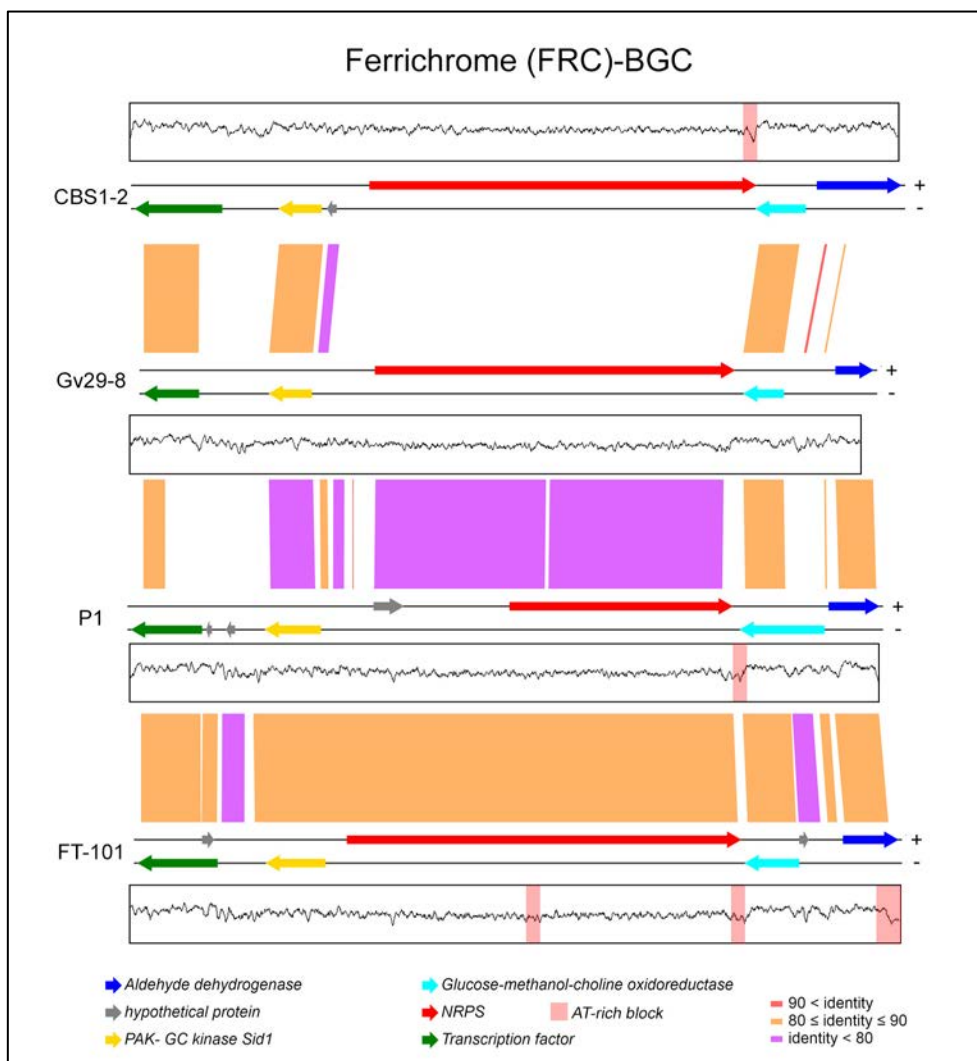 Ferrichrome (FRC)-BGC
+
CBS1-2
-
+
Gv29-8
-
+
P1
-
+
FT-101
-
Aldehyde dehydrogenase
Glucose-methanol-choline oxidoreductase
90 < identity
hypothetical protein
NRPS
AT-rich block
80 ≤ identity ≤ 90
PAK- GC kinase Sid1
Transcription factor
identity < 80